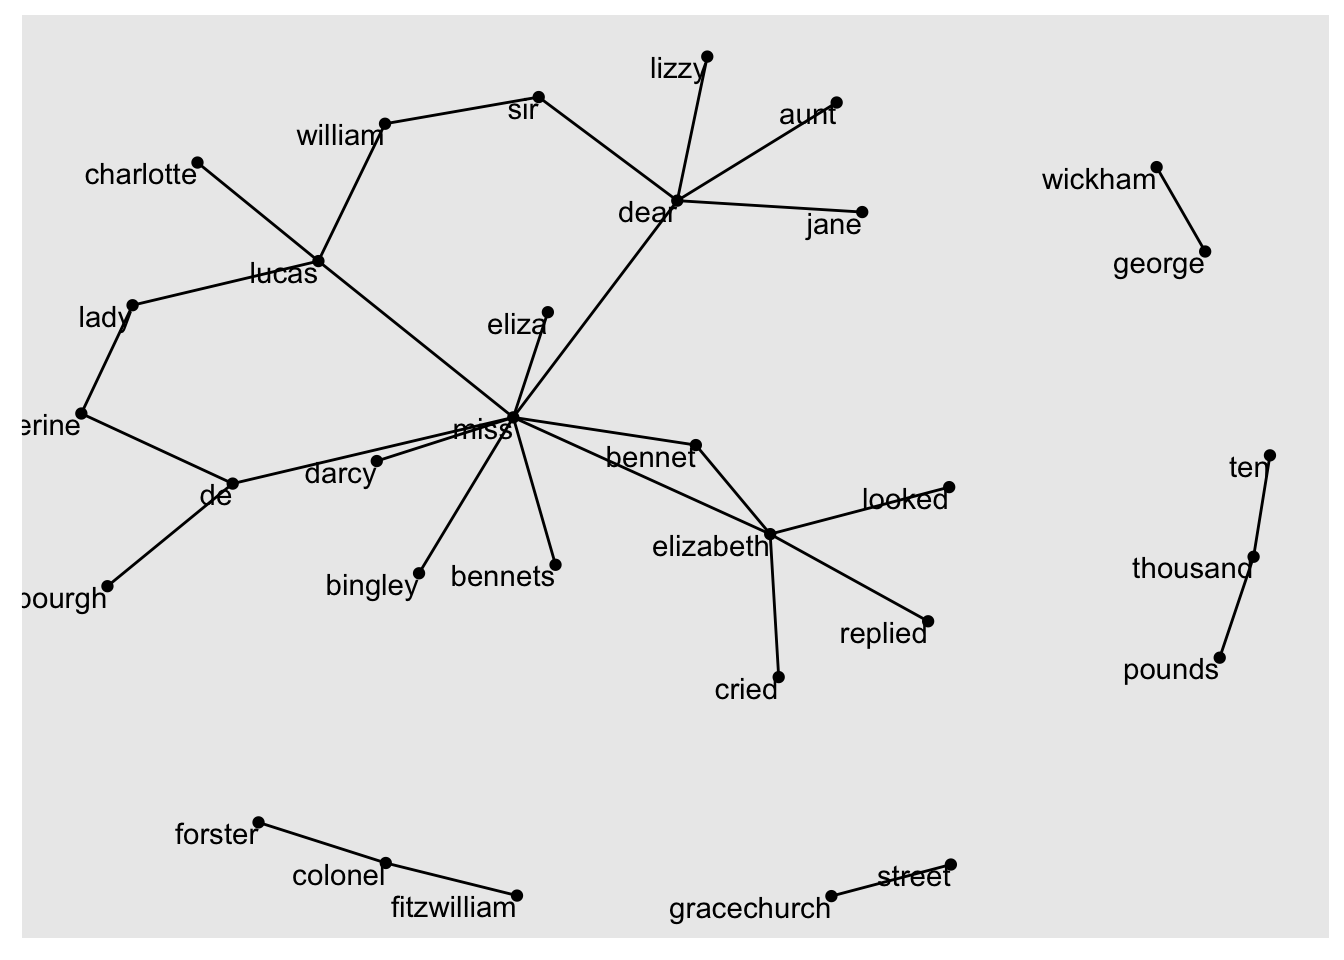 lizzy
sir
aunt
william
charlotte
wickham
dear
jane
george
lucas
lady
eliza
erine
miss
bennet
darcy
ten
de
looked
elizabeth
thousand
bingley
bennets
bourgh
replied
pounds
cried
forster
colonel
street
fitzwilliam
gracechurch